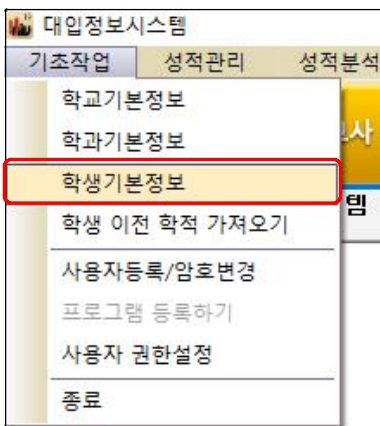 대입정보시스템
기초작업 성적관리 성적분석
학교기본정보
학과기본정보
사
학생기본정보
템
학생 이전 학적 가져오기
사용자등록/암호변경
프로그램 등록하기
사용자 권한설정
종료